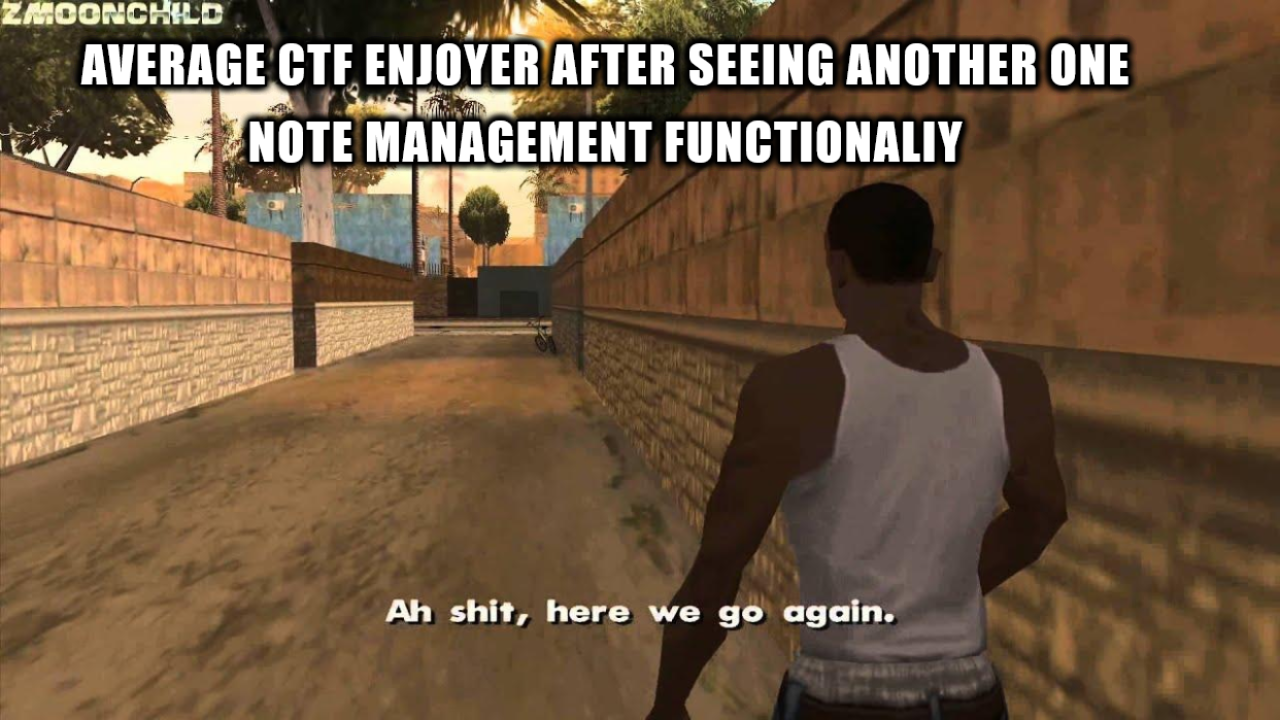 ZMOONCHILD
AVERAGE CTF ENJOYER AFTER SEEING ANOTHER ONE
NOTE MANAGEMENT FUNCTIONALIY
Ah shit, here we go again.